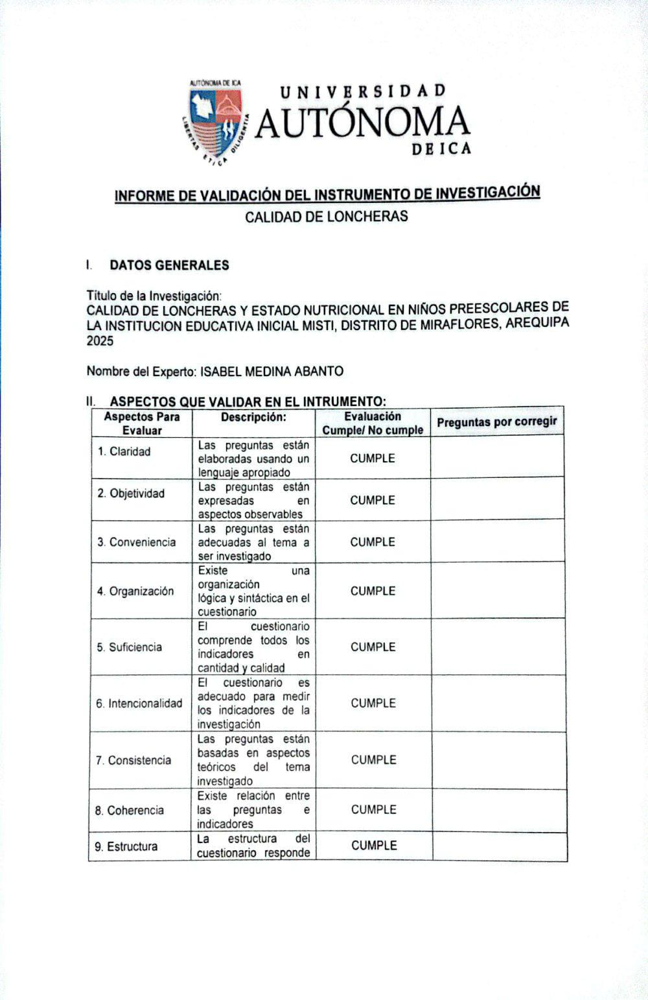 AUTÓNOMA DE ICA
LIBERTAS ETICA DILIGENTIA
UNIVERSIDAD
AUTÓNOMA
DE ICA
INFORME DE VALIDACIÓN DEL INSTRUMENTO DE INVESTIGACIÓN
CALIDAD DE LONCHERAS
I. DATOS GENERALES
Título de la Investigación:
CALIDAD DE LONCHERAS Y ESTADO NUTRICIONAL EN NIÑOS PREESCOLARES DE
LA INSTITUCION EDUCATIVA INICIAL MISTI, DISTRITO DE MIRAFLORES, AREQUIPA
2025
Nombre del Experto: ISABEL MEDINA ABANTO
II. ASPECTOS QUE VALIDAR EN EL INTRUMENTO:
Aspectos Para
Evaluar
Descripción:
Evaluación
Cumple/ No cumple
Preguntas por corregir
1. Claridad
Las preguntas están
elaboradas usando un
lenguaje apropiado
CUMPLE
2. Objetividad
Las preguntas están
expresadas en
aspectos observables
CUMPLE
3. Conveniencia
Las preguntas están
adecuadas al tema a
ser investigado
CUMPLE
4. Organización
Existe una
organización
lógica y sintáctica en el
cuestionario
CUMPLE
5. Suficiencia
El cuestionario
comprende todos los
indicadores en
cantidad y calidad
CUMPLE
6. Intencionalidad
El cuestionario es
adecuado para medir
los indicadores de la
investigación
CUMPLE
7. Consistencia
Las preguntas están
basadas en aspectos
teóricos del tema
investigado
CUMPLE
8. Coherencia
Existe relación entre
las preguntas e
indicadores
CUMPLE
9. Estructura
La estructura del
cuestionario responde
CUMPLE